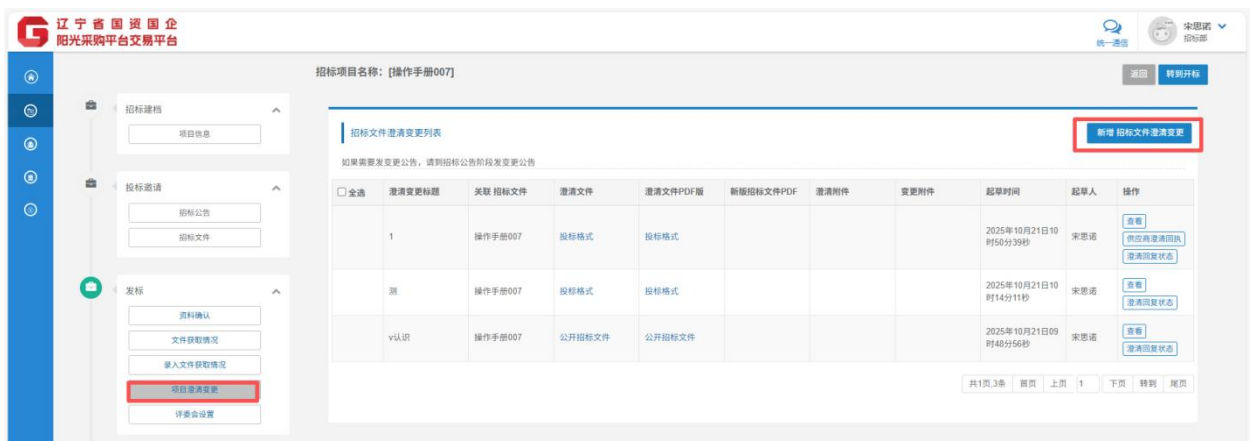 辽宁省国资国企
阳光采购平台交易平台
统一通信
宋思诺
招标部
招标项目名称：[操作手册007]
返回 转到开标
招标建档
项目信息
投标邀请
招标公告
招标文件
发标
资料确认
文件获取情况
录入文件获取情况
项目澄清变更
评委会设置
招标文件澄清变更列表
新增 招标文件澄清变更
如果需要发变更公告，请到招标公告阶段发变更公告
全选 澄清变更标题 关联 招标文件 澄清文件 澄清文件PDF版 新版招标文件PDF 澄清附件 变更附件 起草时间 起草人 操作
1 操作手册007 投标格式 投标格式 2025年10月21日10时50分39秒 宋思诺 查看 供应商澄清回执 澄清回复状态
测 操作手册007 投标格式 投标格式 2025年10月21日10时14分11秒 宋思诺 查看 澄清回复状态
v认识 操作手册007 公开招标文件 公开招标文件 2025年10月21日09时48分56秒 宋思诺 查看 澄清回复状态
共1页,3条 首页 上页 1 下页 转到 尾页